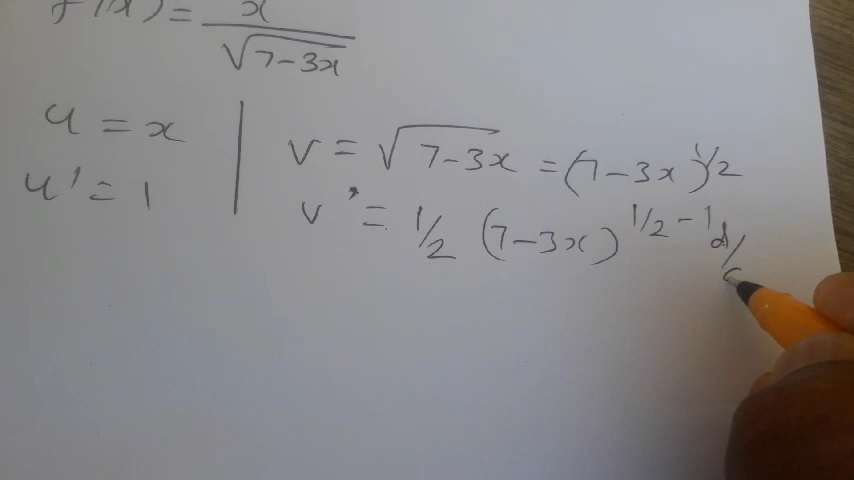 f(x) = x
√7-3x
u = x
u' = 1
v = √7-3x = (7-3x)1/2
v' = 1/2 (7-3x)1/2-1 d/